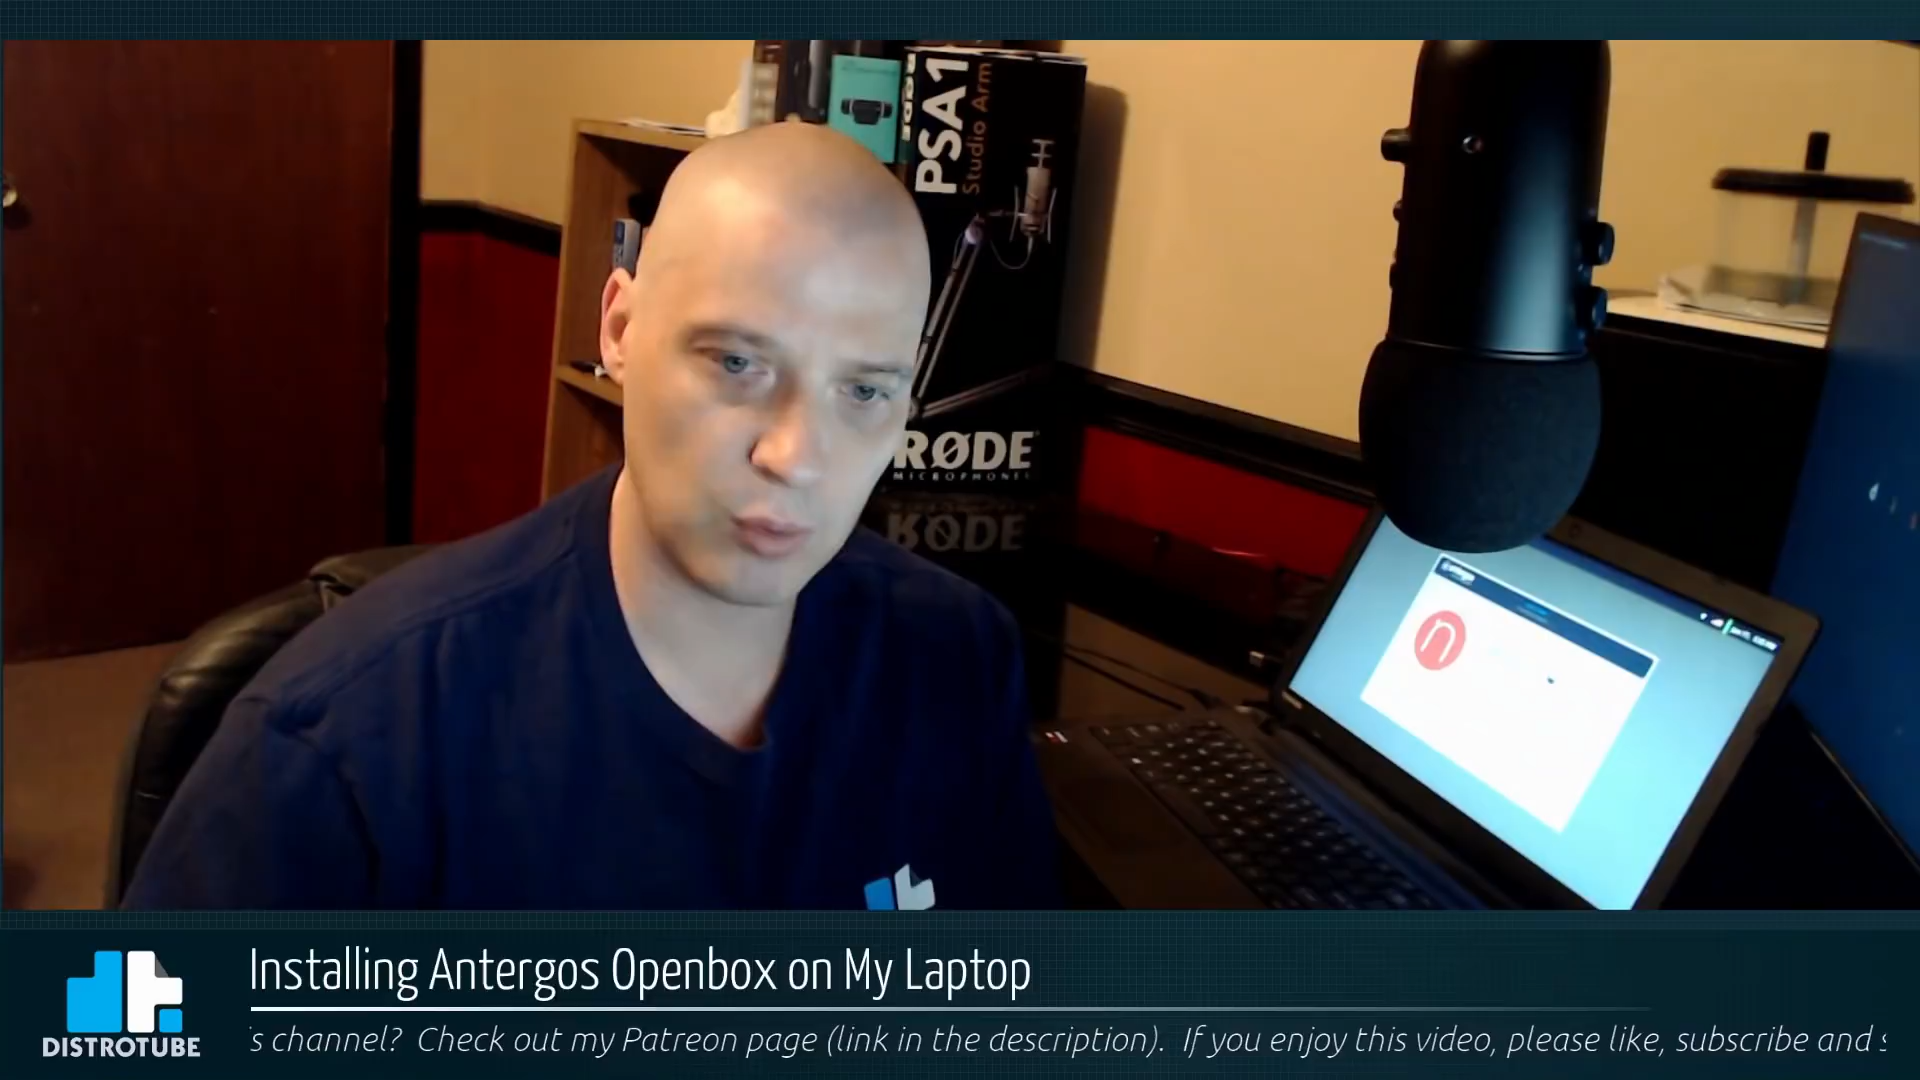 PSA1
Studio Arm
RØDE
RØDE
MICROPHONES
RØDE
n
Installing Antergos Openbox on My Laptop
DISTROTUBE
's channel? Check out my Patreon page (link in the description). If you enjoy this video, please like, subscribe and s